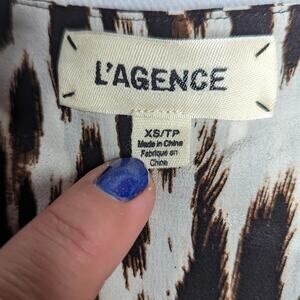 L'AGENCE
XS/TP
Made in China
Fabriqué en
Chine